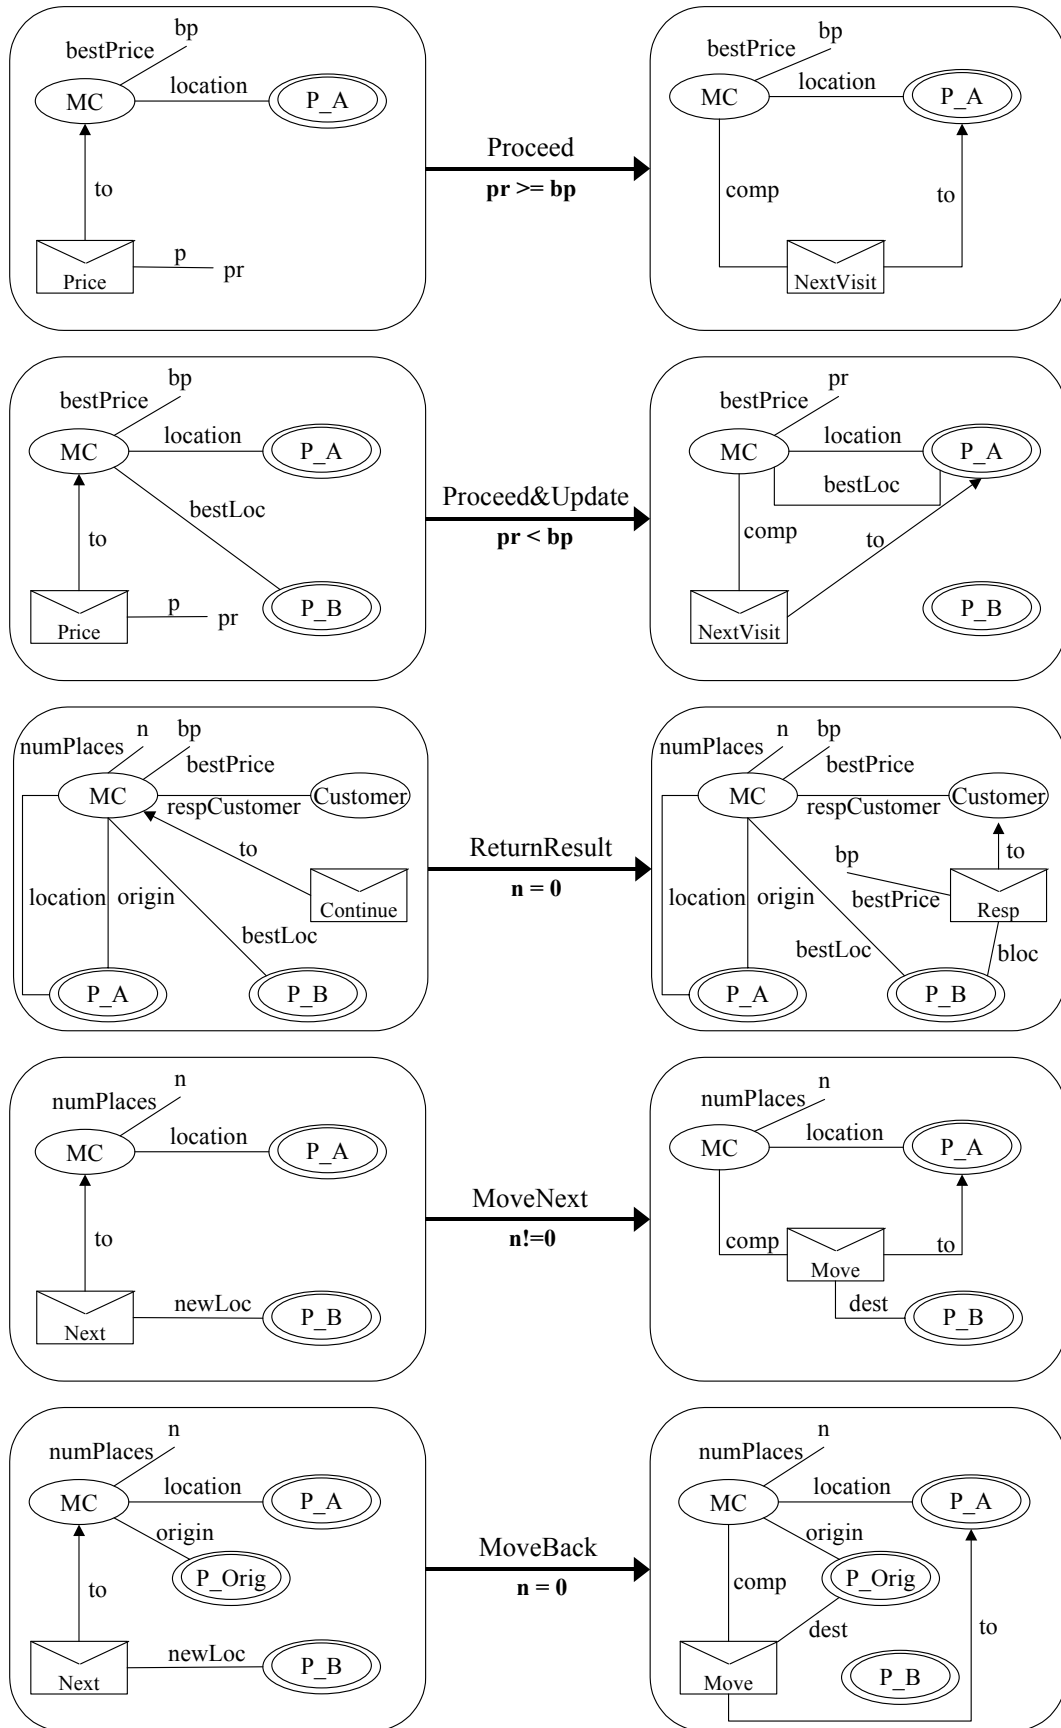 bp
bestPrice
MC
location
P_A
to
p
pr
Price
Proceed
pr >= bp
bp
bestPrice
MC
location
P_A
comp
to
NextVisit
bp
bestPrice
MC
location
P_A
bestLoc
to
p
pr
Price
P_B
Proceed&Update
pr < bp
pr
bestPrice
MC
location
P_A
bestLoc
comp
to
NextVisit
P_B
numPlaces
n
bp
bestPrice
MC
respCustomer
Customer
to
location
origin
Continue
bestLoc
P_A
P_B
ReturnResult
n = 0
numPlaces
n
bp
bestPrice
MC
respCustomer
Customer
to
bp
location
origin
bestPrice
Resp
bestLoc
bloc
P_A
P_B
n
numPlaces
MC
location
P_A
to
newLoc
Next
P_B
MoveNext
n!=0
n
numPlaces
MC
location
P_A
comp
to
Move
dest
P_B
n
numPlaces
MC
location
P_A
origin
P_Orig
to
newLoc
Next
P_B
MoveBack
n = 0
n
numPlaces
MC
location
P_A
origin
comp
P_Orig
dest
to
Move
P_B